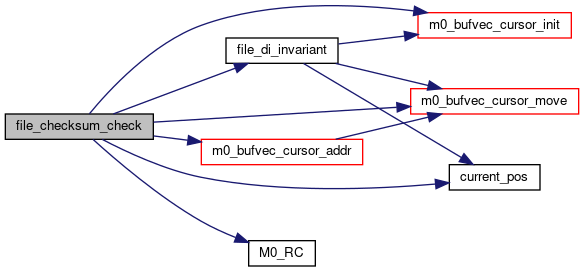 m0_bufvec_cursor_init
file_di_invariant
m0_bufvec_cursor_move
file_checksum_check
m0_bufvec_cursor_addr
current_pos
M0_RC